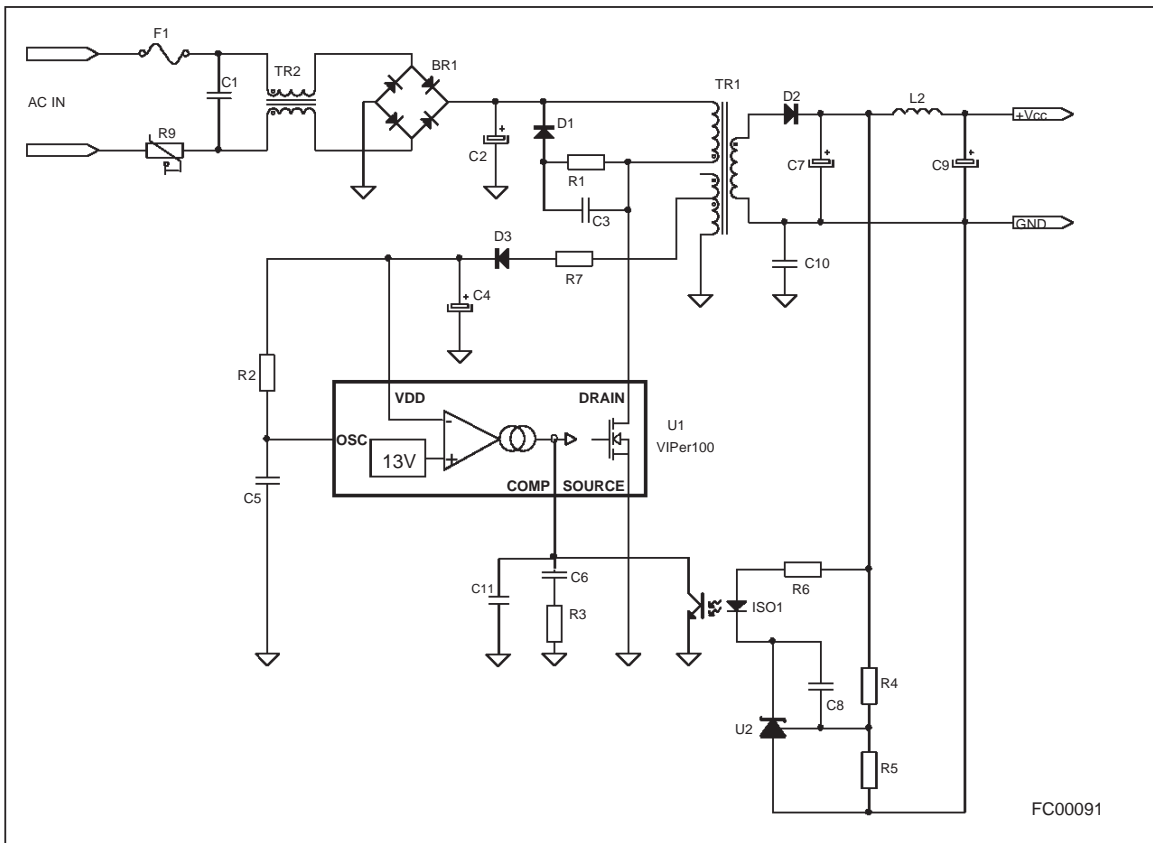 F1
TR2
BR1
C1
TR1
D2
L2
+Vcc
AC IN
R9
D1
C2
R1
C7
C9
C3
GND
D3
R7
C10
C4
R2
VDD
DRAIN
U1
VIPer100
OSC
-
13V
+
COMP SOURCE
C5
C11
C6
R3
ISO1
R6
R4
C8
U2
R5
FC00091